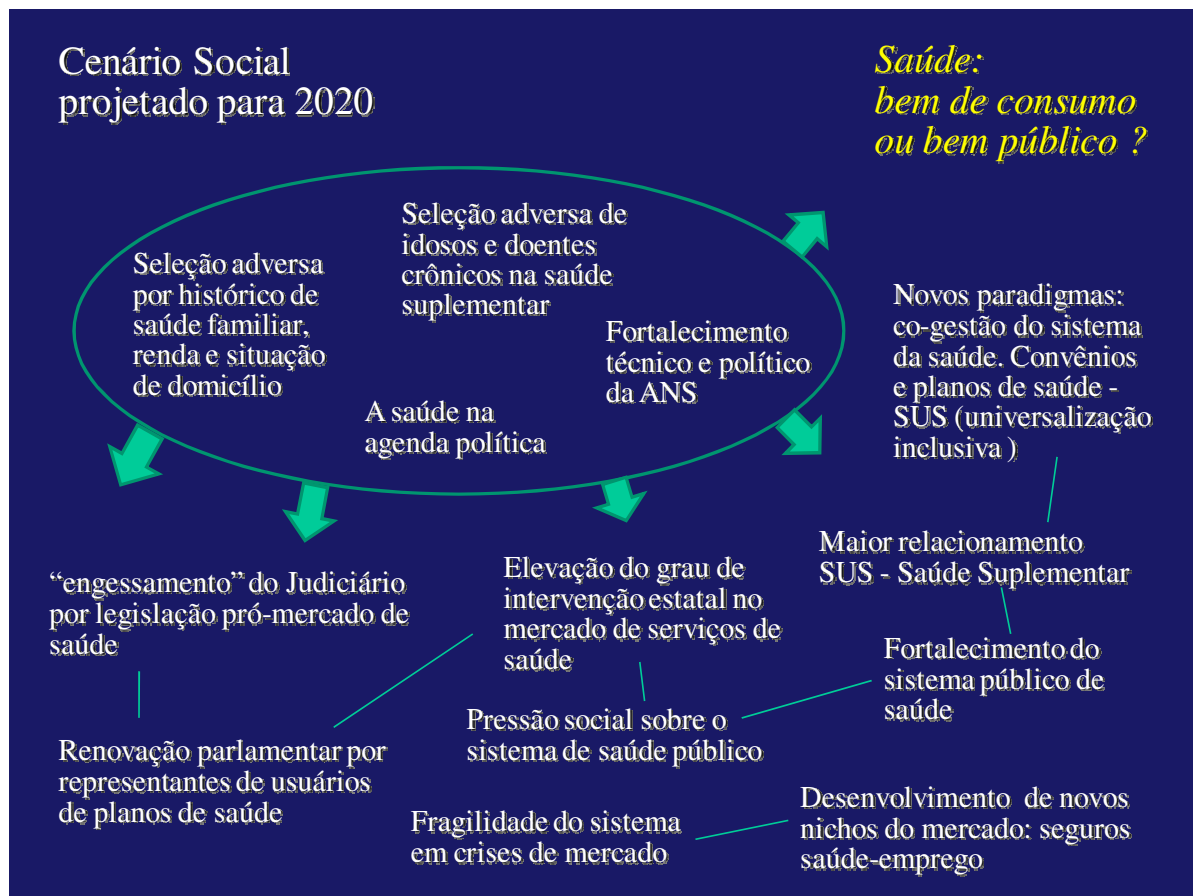 Cenário Social
projetado para 2020
Saúde:
bem de consumo
ou bem público ?
Seleção adversa
por histórico de
saúde familiar,
renda e situação
de domicílio
Seleção adversa de
idosos e doentes
crônicos na saúde
suplementar
Fortalecimento
técnico e político
da ANS
A saúde na
agenda política
Novos paradigmas:
co-gestão do sistema
da saúde. Convênios
e planos de saúde -
SUS (universalização
inclusiva )
Maior relacionamento
SUS - Saúde Suplementar
“engessamento” do Judiciário
por legislação pró-mercado de
saúde
Elevação do grau de
intervenção estatal no
mercado de serviços de
saúde
Fortalecimento do
sistema público de
saúde
Pressão social sobre o
sistema de saúde público
Renovação parlamentar por
representantes de usuários
de planos de saúde
Fragilidade do sistema
em crises de mercado
Desenvolvimento de novos
nichos do mercado: seguros
saúde-emprego